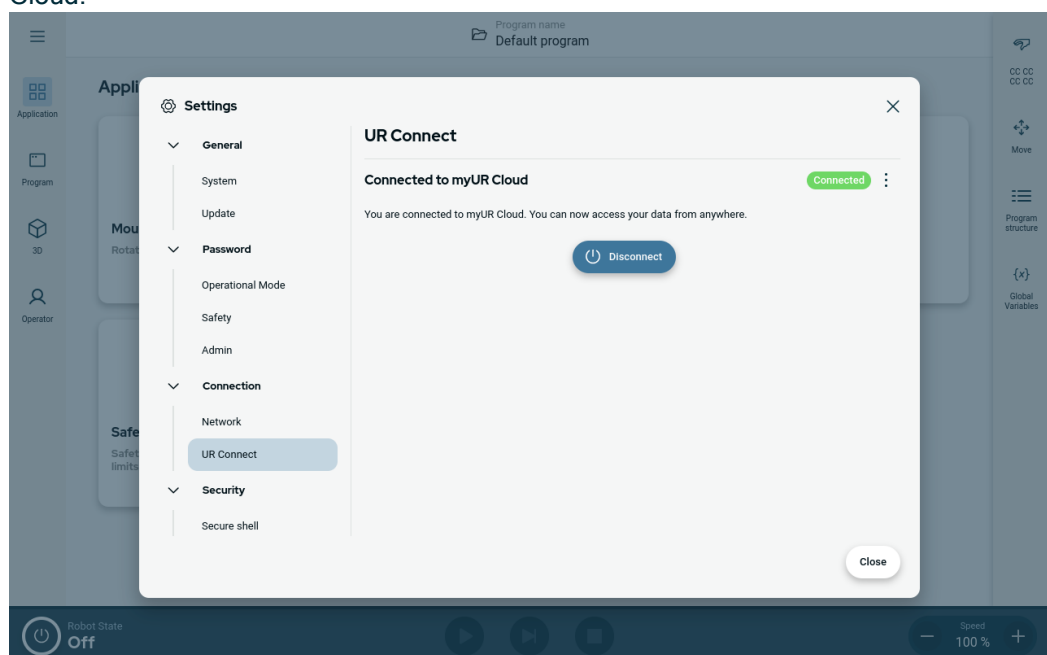 Cloud.
Program name
Default program
Appli
Application
Program
3D
Operator
Mou
Rotat
Safe
Safet
limits
Settings
General
System
Update
Password
Operational Mode
Safety
Admin
Connection
Network
UR Connect
Security
Secure shell
UR Connect
Connected to myUR Cloud
Connected
You are connected to myUR Cloud. You can now access your data from anywhere.
Disconnect
Close
CC CC
CC CC
Move
Program
structure
{x}
Global
Variables
Robot State
Off
Speed
100 %